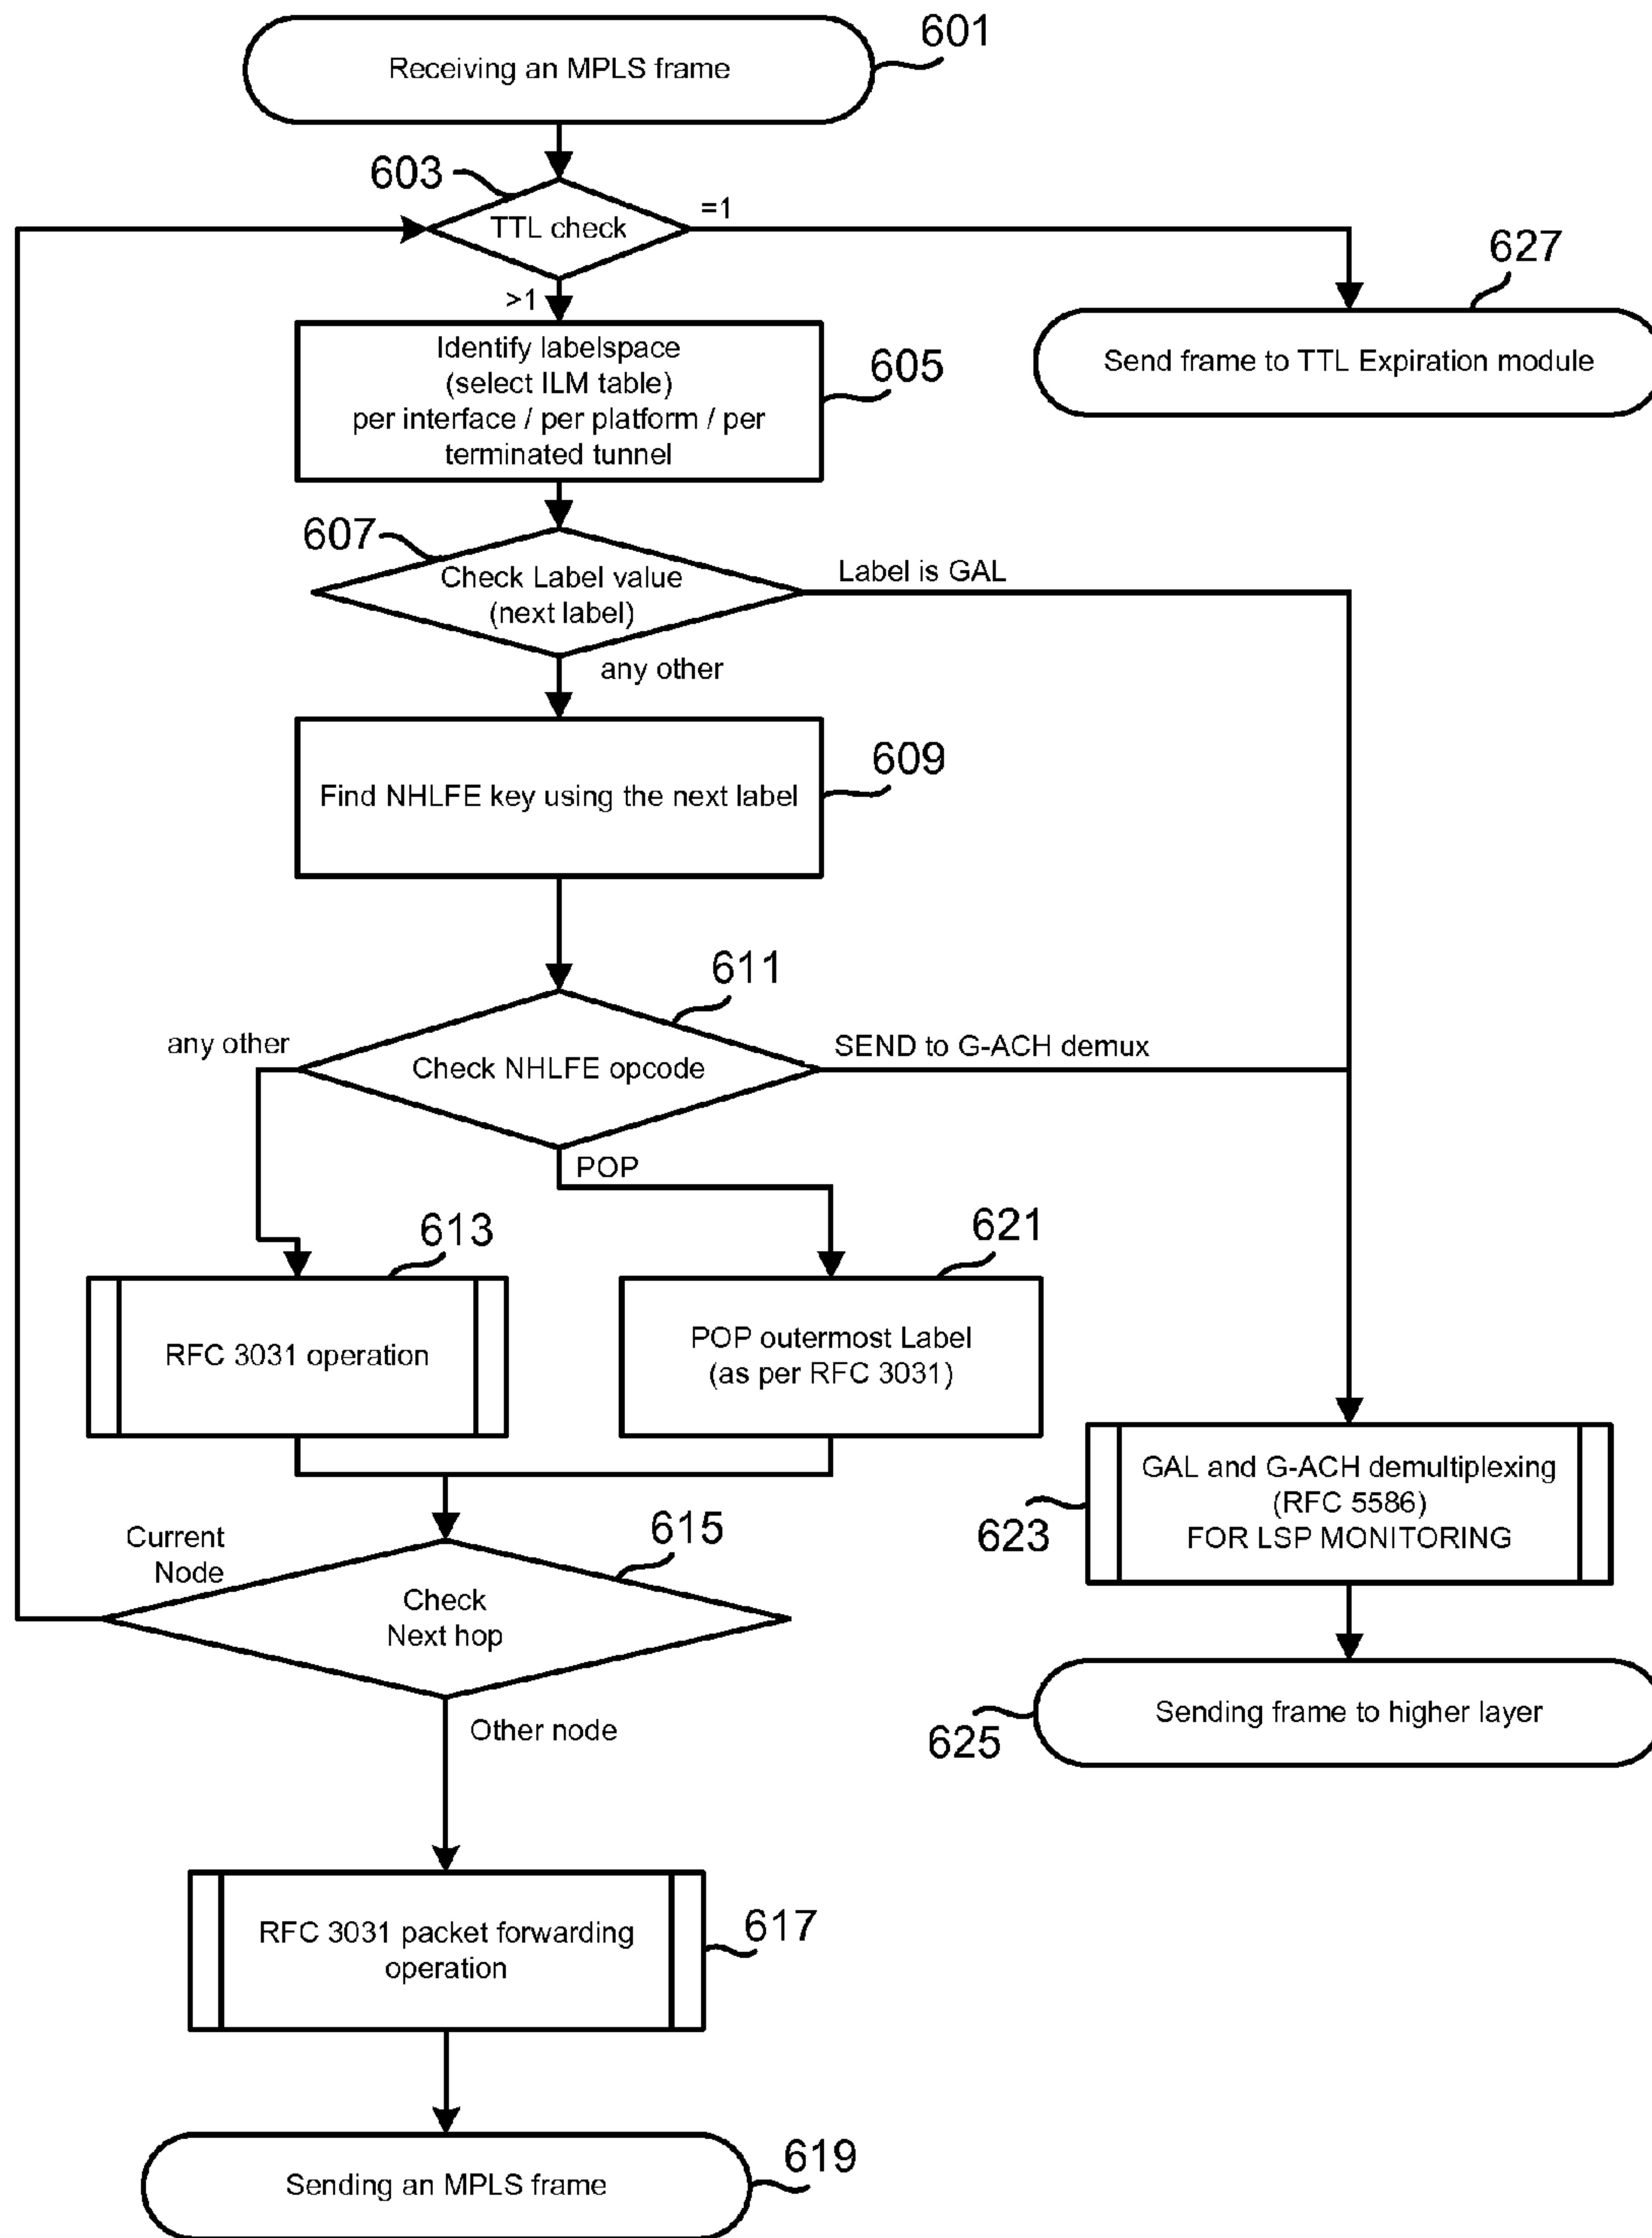 Receiving an MPLS frame
601
603
TTL check
=1
>1
627
Send frame to TTL Expiration module
Identify labelspace
(select ILM table)
per interface / per platform / per
terminated tunnel
605
607
Check Label value
(next label)
Label is GAL
any other
Find NHLFE key using the next label
609
611
any other
Check NHLFE opcode
SEND to G-ACH demux
POP
613
621
RFC 3031 operation
POP outermost Label
(as per RFC 3031)
GAL and G-ACH demultiplexing
(RFC 5586)
FOR LSP MONITORING
623
Current
Node
615
Check
Next hop
Other node
Sending frame to higher layer
625
RFC 3031 packet forwarding
operation
617
Sending an MPLS frame
619